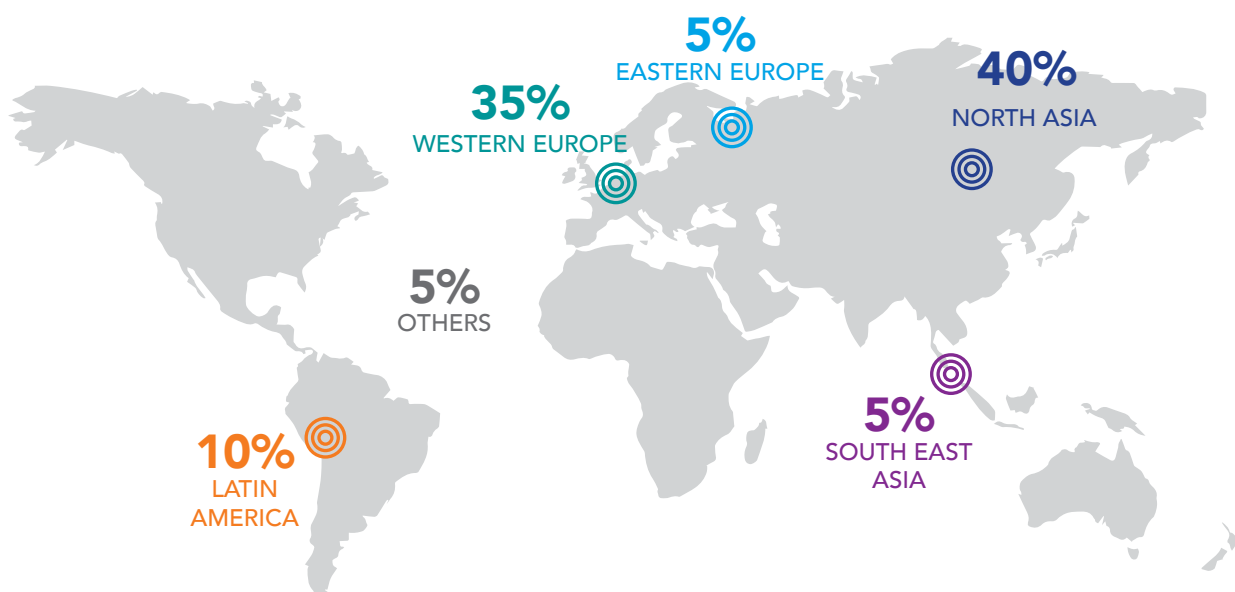 5%
EASTERN EUROPE
40%
NORTH ASIA
35%
WESTERN EUROPE
5%
OTHERS
5%
SOUTH EAST
ASIA
10%
LATIN
AMERICA